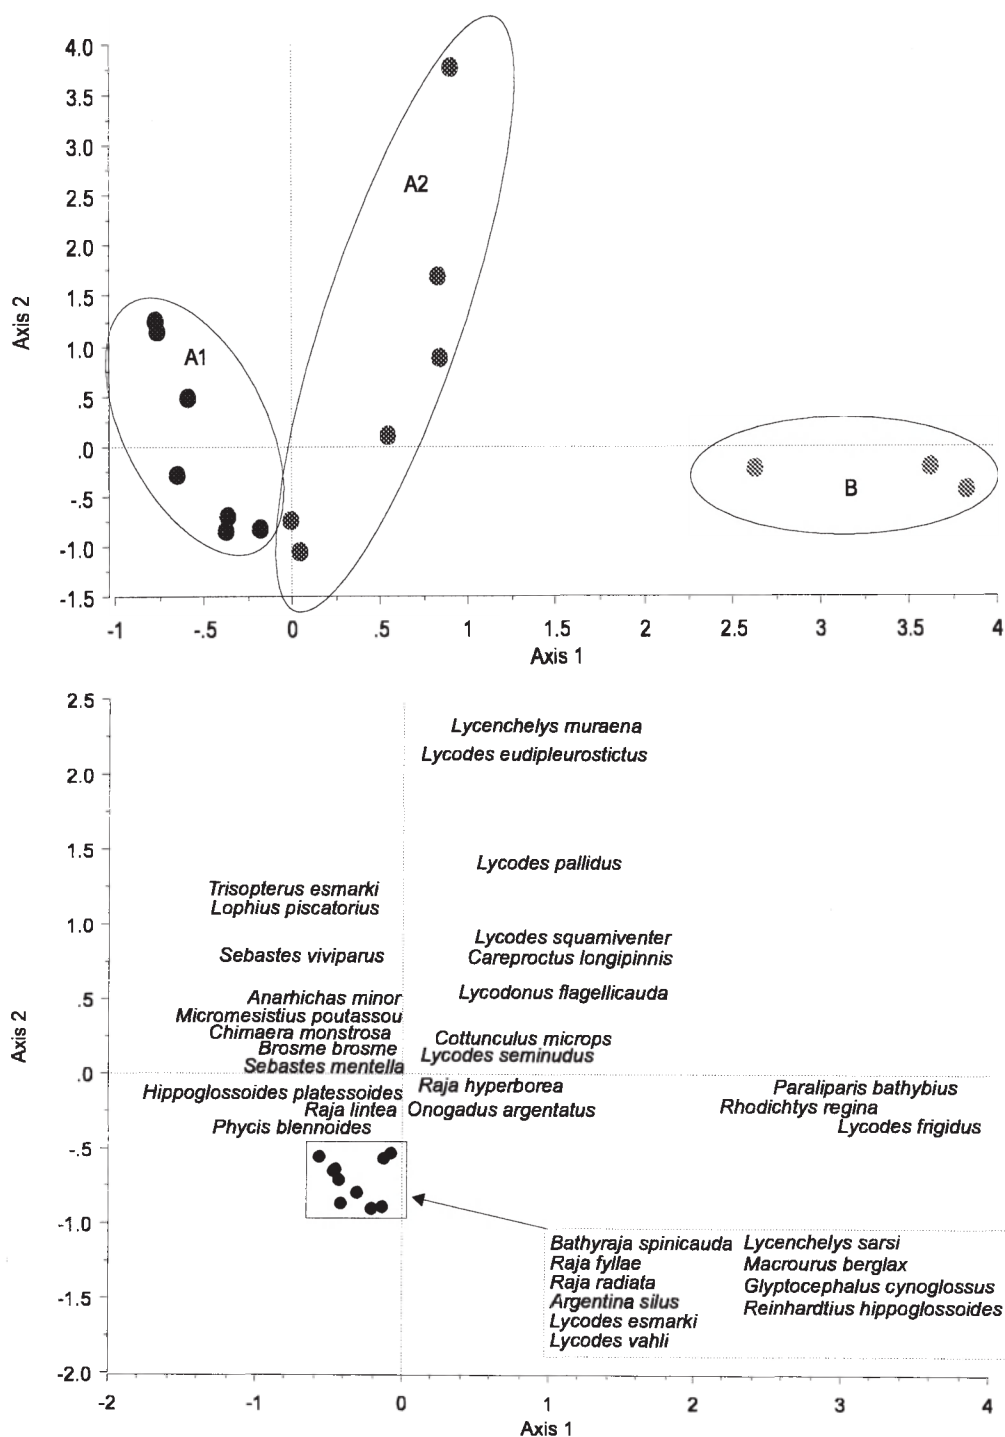 4.0
3.5
3.0
2.5
2.0
1.5
1.0
.5
.0
-.5
-1.0
-1.5
Axis 2
A1
A2
B
-1 -.5 0 .5 1 1.5 2 2.5 3 3.5 4
Axis 1
2.5
2.0
1.5
1.0
.5
.0
-.5
-1.0
-1.5
-2.0
Axis 2
Lycenchelys muraena
Lycodes eudipleurostictus
Lycodes pallidus
Trisopterus esmarki
Lophius piscatorius
Lycodes squamiventer
Sebastes viviparus
Careproctus longipinnis
Anarhichas minor
Lycodonus flagellicauda
Micromesistius poutassou
Chimaera monstrosa
Cottunculus microps
Brosme brosme
Lycodes seminudus
Sebastes mentella
Hippoglossoides platessoides
Raja hyperborea
Paraliparis bathybius
Raja lintea
Onogadus argentatus
Rhodichtys regina
Phycis blennoides
Lycodes frigidus
Bathyraja spinicauda Lycenchelys sarsi
Raja fyllae Macrourus berglax
Raja radiata Glyptocephalus cynoglossus
Argentina silus Reinhardtius hippoglossoides
Lycodes esmarki
Lycodes vahli
-2 -1 0 1 2 3 4
Axis 1